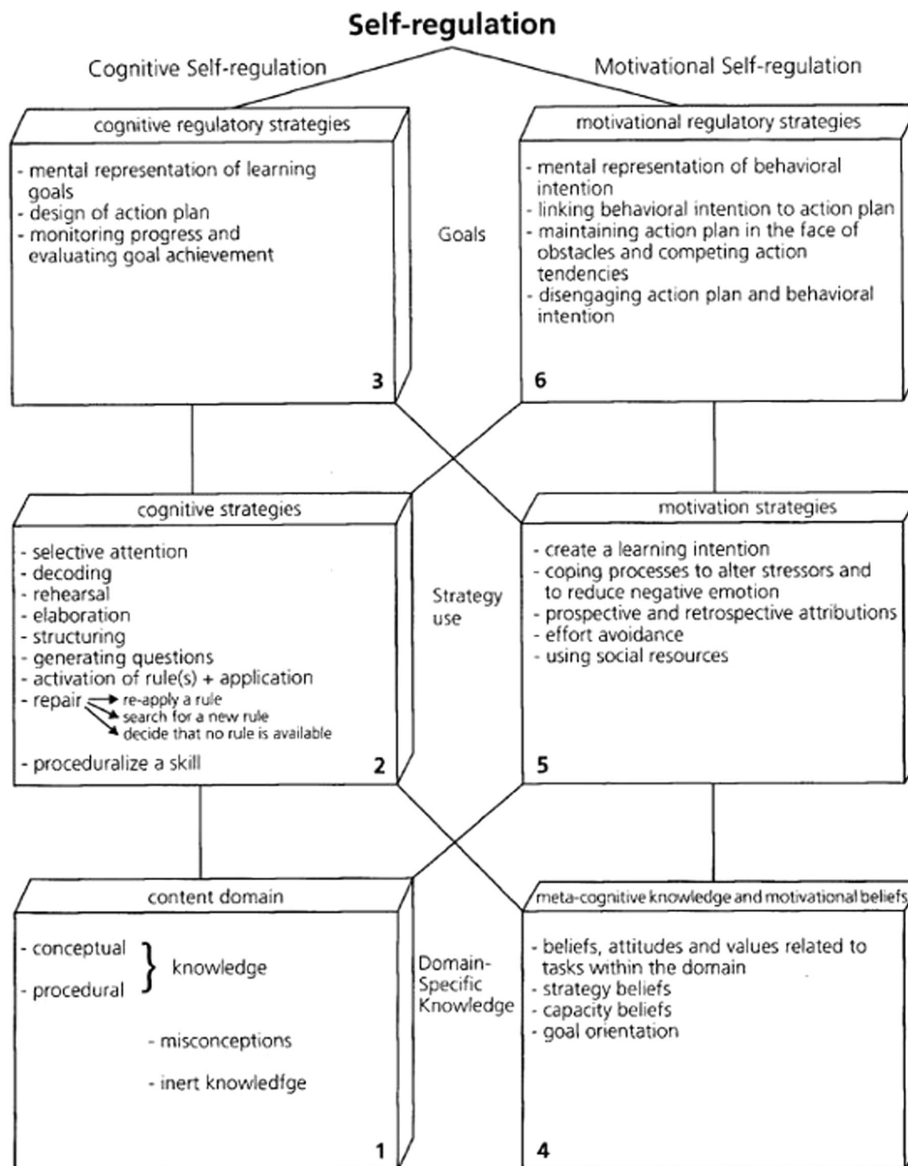 Self-regulation
Cognitive Self-regulation
Motivational Self-regulation
cognitive regulatory strategies
- mental representation of learning
goals
- design of action plan
- monitoring progress and
evaluating goal achievement
3
Goals
motivational regulatory strategies
- mental representation of behavioral
intention
- linking behavioral intention to action plan
- maintaining action plan in the face of
obstacles and competing action
tendencies
- disengaging action plan and behavioral
intention
6
cognitive strategies
- selective attention
- decoding
- rehearsal
- elaboration
- structuring
- generating questions
- activation of rule(s) + application
- repair
re-apply a rule
search for a new rule
decide that no rule is available
- proceduralize a skill
2
Strategy
use
motivation strategies
- create a learning intention
- coping processes to alter stressors and
to reduce negative emotion
- prospective and retrospective attributions
- effort avoidance
- using social resources
5
content domain
- conceptual
- procedural
} knowledge
- misconceptions
- inert knowledfge
1
Domain-
Specific
Knowledge
meta-cognitive knowledge and motivational beliefs
- beliefs, attitudes and values related to
tasks within the domain
- strategy beliefs
- capacity beliefs
- goal orientation
4